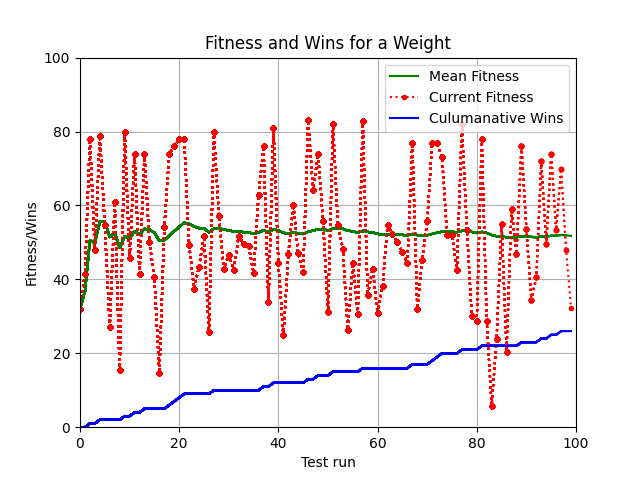 Fitness and Wins for a Weight
Mean Fitness
Current Fitness
Culumanative Wins
Fitness/Wins
100
80
60
40
20
0
0 20 40 60 80 100
Test run